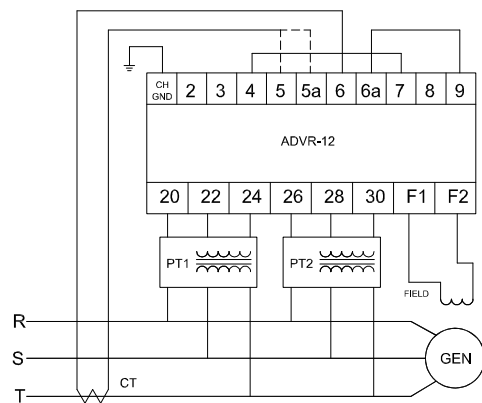 CH GND 2 3 4 5 5a 6 6a 7 8 9
ADVR-12
20 22 24 26 28 30 F1 F2
PT1 PT2
FIELD
R
S GEN
T CT